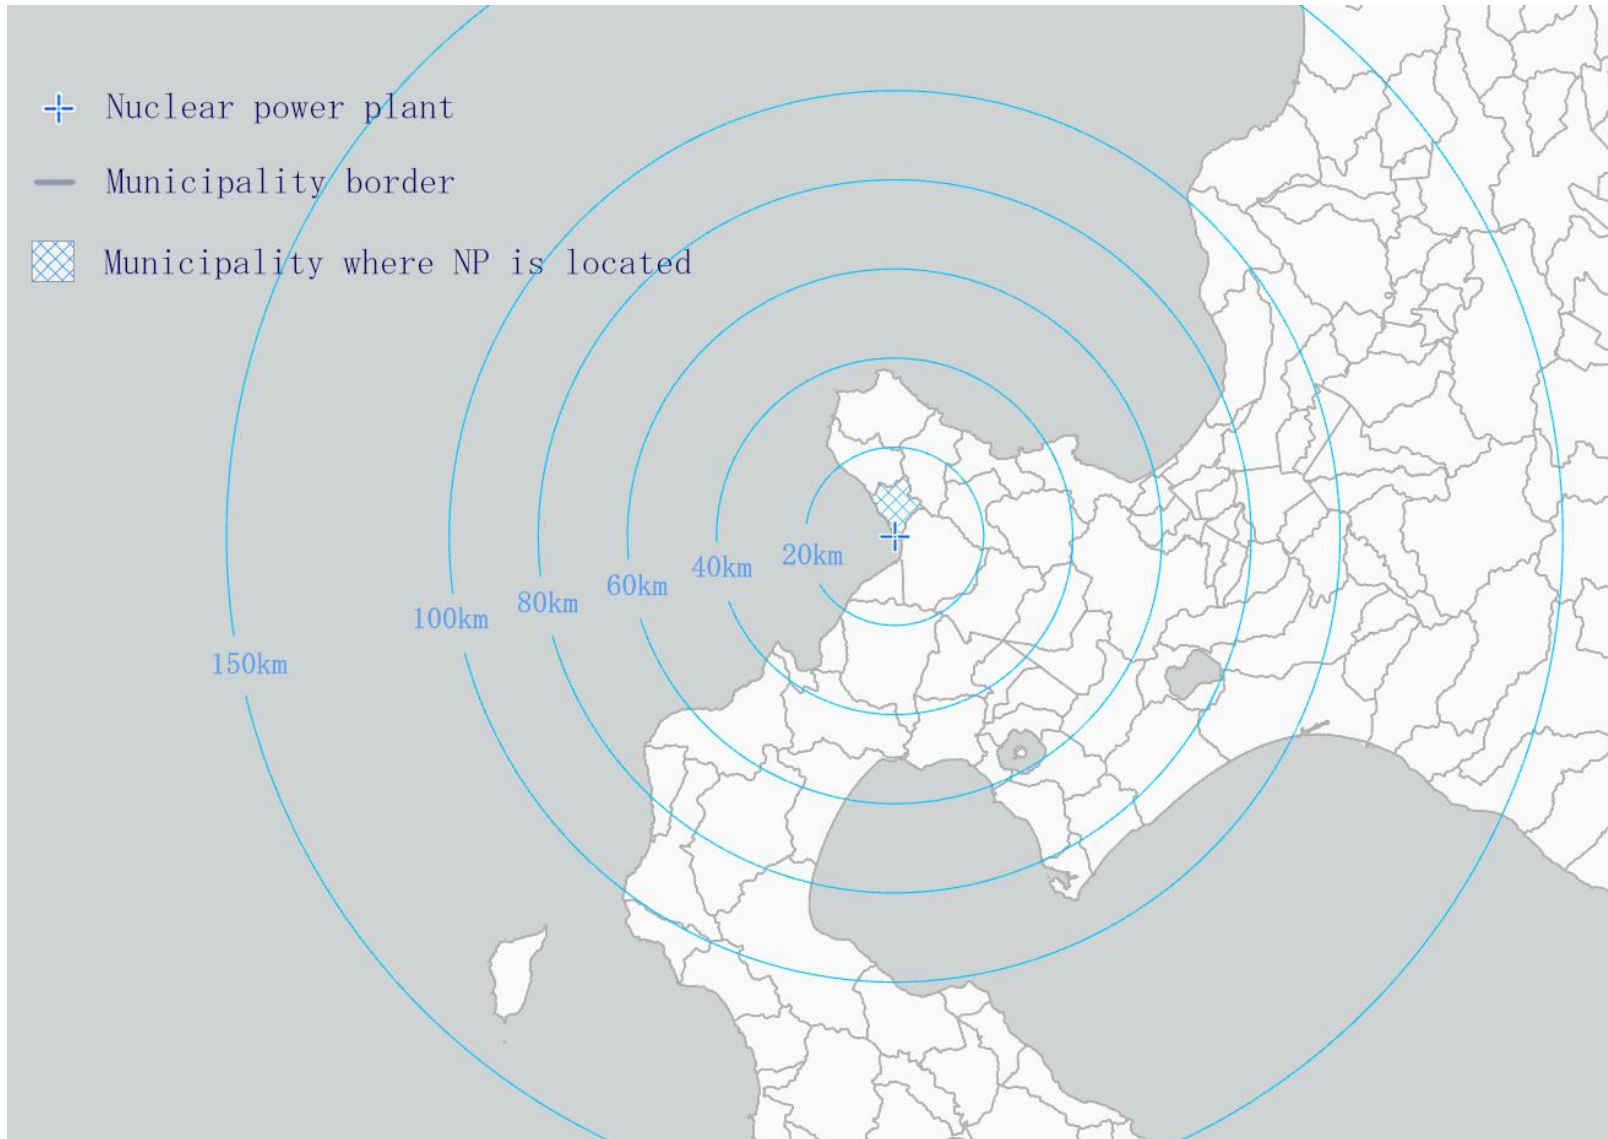 Nuclear power plant
Municipality border
Municipality where NP is located
20km
40km
60km
80km
100km
150km